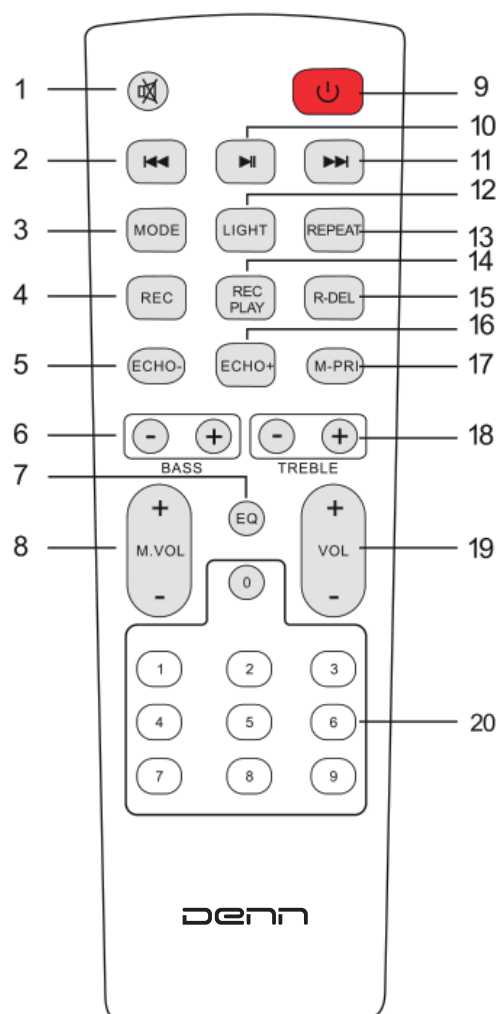 1 9
10
2 11
12
3 MODE LIGHT REPEAT 13
14
4 REC REC PLAY R-DEL 15
16
5 ECHO- ECHO+ M-PRI 17
6 - + - + 18
BASS TREBLE
7 EQ
+ +
8 M.VOL VOL 19
- -
0
1 2 3
4 5 6 20
7 8 9
DENN